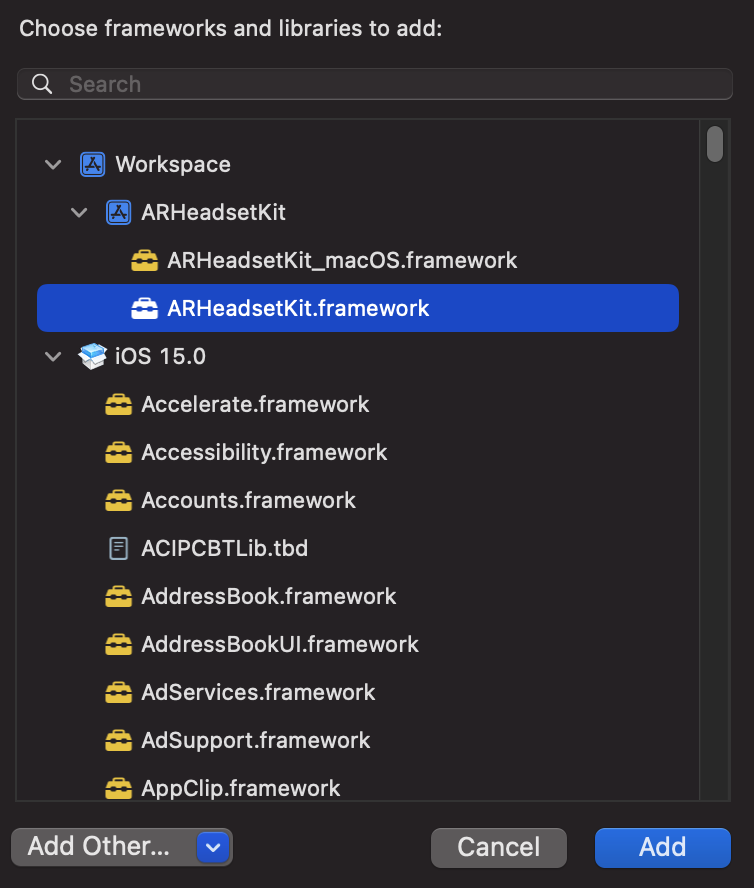 Choose frameworks and libraries to add:
Search
Workspace
ARHeadsetKit
ARHeadsetKit_macOS.framework
ARHeadsetKit.framework
iOS 15.0
Accelerate.framework
Accessibility.framework
Accounts.framework
ACIPCBTLib.tbd
AddressBook.framework
AddressBookUI.framework
AdServices.framework
AdSupport.framework
AppClip.framework
Add Other... Cancel Add